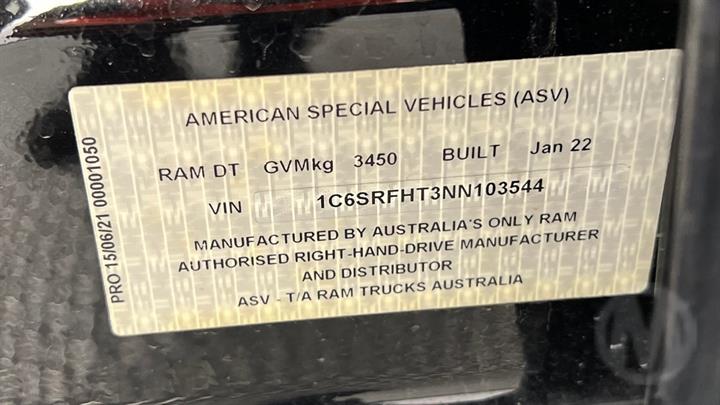 AMERICAN SPECIAL VEHICLES (ASV)
RAM DT GVMkg 3450 BUILT Jan 22
VIN 1C6SRFHT3NN103544
MANUFACTURED BY AUSTRALIA'S ONLY RAM
AUTHORISED RIGHT-HAND-DRIVE MANUFACTURER
AND DISTRIBUTOR
ASV - T/A RAM TRUCKS AUSTRALIA
PRO 15/06/21 00001050
M